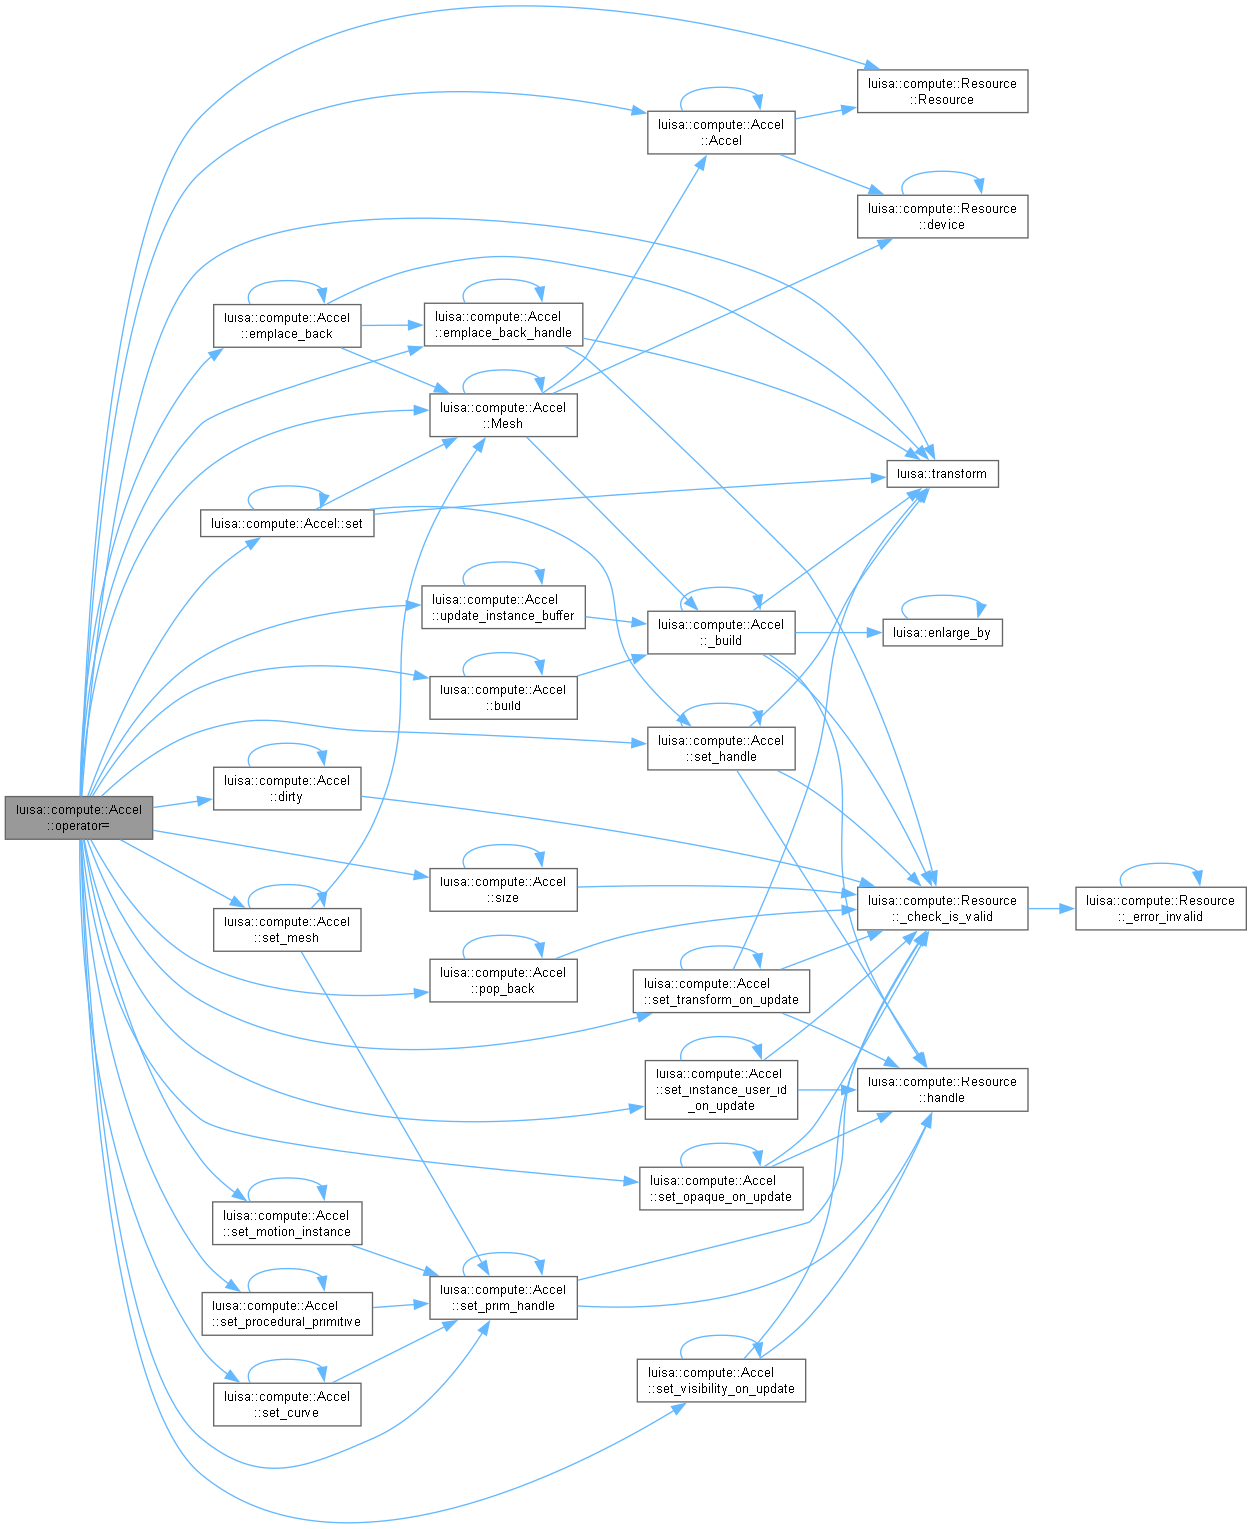 luisa::compute::Resource
::Resource
luisa::compute::Accel
::Accel
luisa::compute::Resource
::device
luisa::compute::Accel
::emplace_back
luisa::compute::Accel
::emplace_back_handle
luisa::compute::Accel
::Mesh
luisa::transform
luisa::compute::Accel::set
luisa::compute::Accel
::update_instance_buffer
luisa::compute::Accel
::_build
luisa::enlarge_by
luisa::compute::Accel
::build
luisa::compute::Accel
::set_handle
luisa::compute::Accel
::dirty
luisa::compute::Accel
::operator=
luisa::compute::Accel
::size
luisa::compute::Resource
::_check_is_valid
luisa::compute::Resource
::_error_invalid
luisa::compute::Accel
::set_mesh
luisa::compute::Accel
::pop_back
luisa::compute::Accel
::set_transform_on_update
luisa::compute::Accel
::set_instance_user_id
_on_update
luisa::compute::Resource
::handle
luisa::compute::Accel
::set_opaque_on_update
luisa::compute::Accel
::set_motion_instance
luisa::compute::Accel
::set_prim_handle
luisa::compute::Accel
::set_procedural_primitive
luisa::compute::Accel
::set_visibility_on_update
luisa::compute::Accel
::set_curve